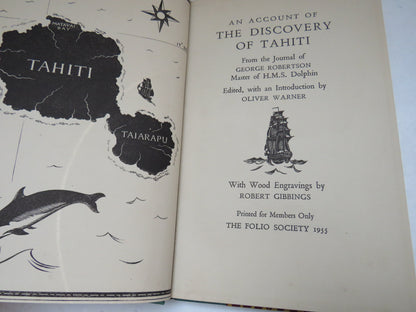 MATAVAI
BAY
TAHITI
TAIARAPU
AN ACCOUNT OF
THE DISCOVERY
OF TAHITI
From the Journal of
GEORGE ROBERTSON
Master of H.M.S. Dolphin
Edited, with an Introduction by
OLIVER WARNER
With Wood Engravings by
ROBERT GIBBINGS
Printed for Members Only
THE FOLIO SOCIETY 1955